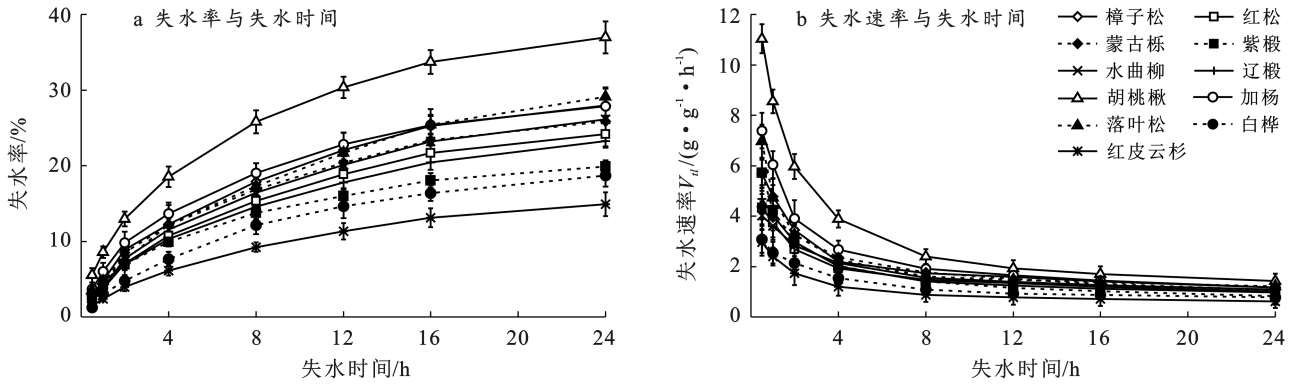 a 失水率与失水时间
40
30
20
10
0
失水率/%
4 8 12 16 20 24
失水时间/h
b 失水速率与失水时间
12
10
8
6
4
2
0
失水速率Vᵢₗ/(g•g⁻¹•h⁻¹)
4 8 12 16 20 24
失水时间/h
樟子松 红松
蒙古栎 紫椴
水曲柳 辽椴
胡桃楸 加杨
落叶松 白桦
红皮云杉